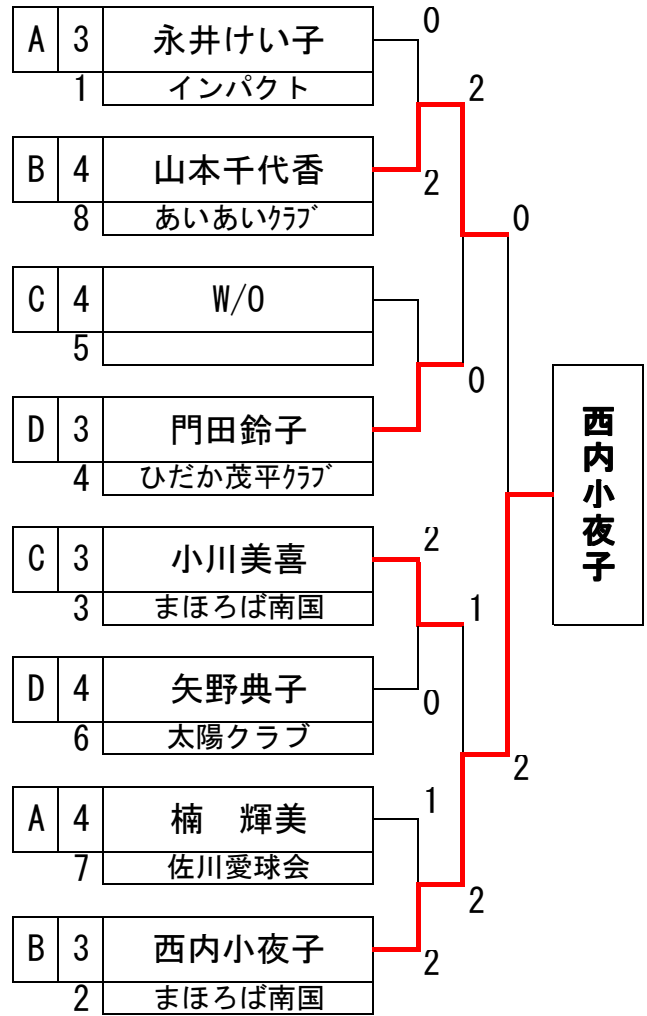 A 3 永井けい子 0
1 インパクト 2
B 4 山本千代香 2
8 あいあいｸﾗﾌﾞ 0
C 4 W/O
5
0
D 3 門田鈴子
4 ひだか茂平ｸﾗﾌﾞ
西内小夜子
C 3 小川美喜 2
3 まほろば南国 1
D 4 矢野典子 0
6 太陽クラブ 2
A 4 楠　輝美 1
7 佐川愛球会 2
B 3 西内小夜子 2
2 まほろば南国